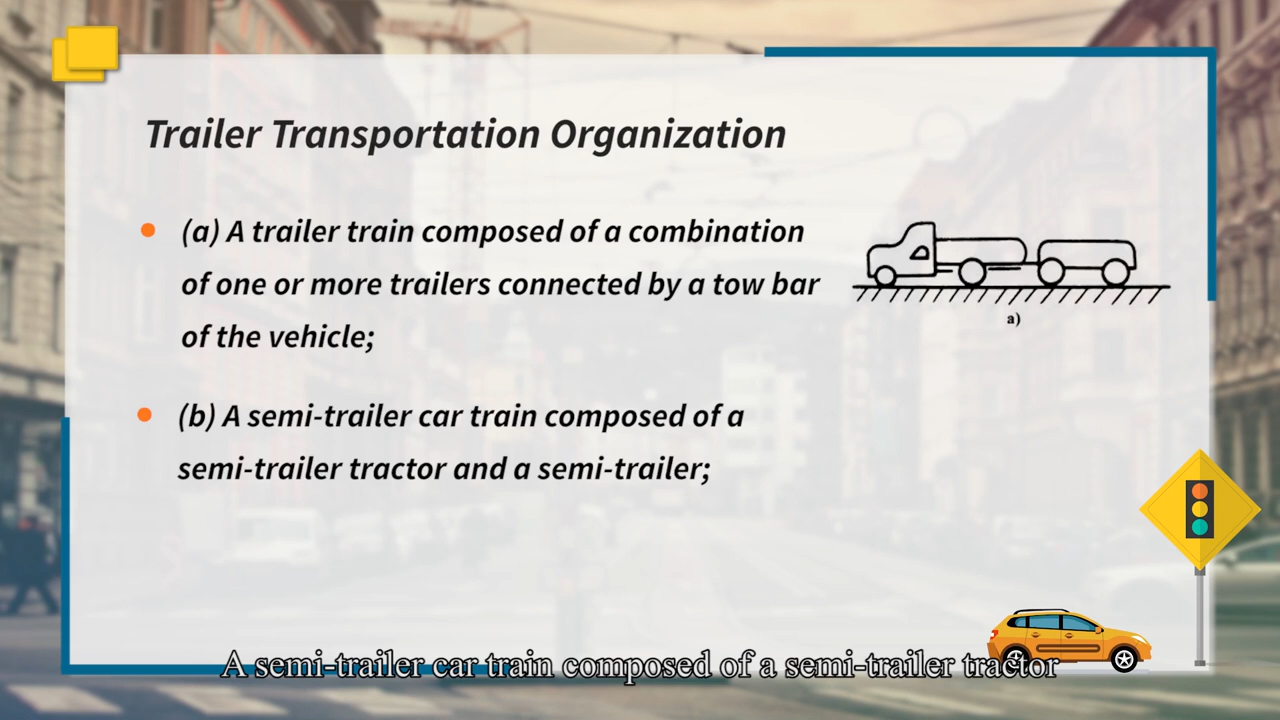 Trailer Transportation Organization
(a) A trailer train composed of a combination
of one or more trailers connected by a tow bar
of the vehicle;
a)
(b) A semi-trailer car train composed of a
semi-trailer tractor and a semi-trailer;
A semi-trailer car train composed of a semi-trailer tractor